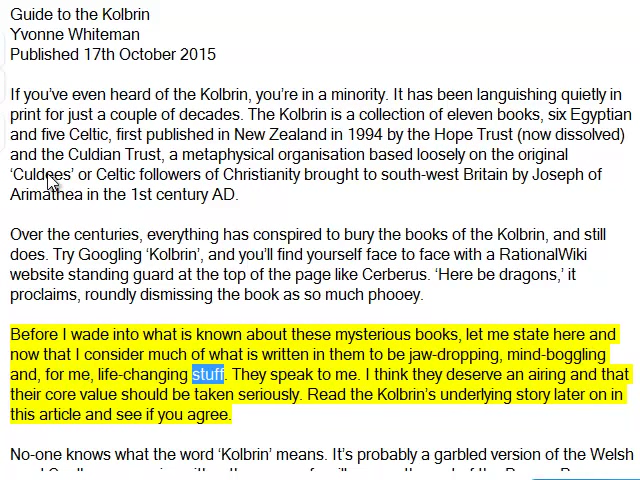 Guide to the Kolbrin
Yvonne Whiteman
Published 17th October 2015
If you've even heard of the Kolbrin, you're in a minority. It has been languishing quietly in
print for just a couple of decades. The Kolbrin is a collection of eleven books, six Egyptian
and five Celtic, first published in New Zealand in 1994 by the Hope Trust (now dissolved)
and the Culdian Trust, a metaphysical organisation based loosely on the original
'Culdees' or Celtic followers of Christianity brought to south-west Britain by Joseph of
Arimathea in the 1st century AD.
Over the centuries, everything has conspired to bury the books of the Kolbrin, and still
does. Try Googling 'Kolbrin', and you'll find yourself face to face with a RationalWiki
website standing guard at the top of the page like Cerberus. 'Here be dragons,' it
proclaims, roundly dismissing the book as so much phooey.
Before I wade into what is known about these mysterious books, let me state here and
now that I consider much of what is written in them to be jaw-dropping, mind-boggling
and, for me, life-changing stuff. They speak to me. I think they deserve an airing and that
their core value should be taken seriously. Read the Kolbrin's underlying story later on in
this article and see if you agree.
No-one knows what the word 'Kolbrin' means. It's probably a garbled version of the Welsh